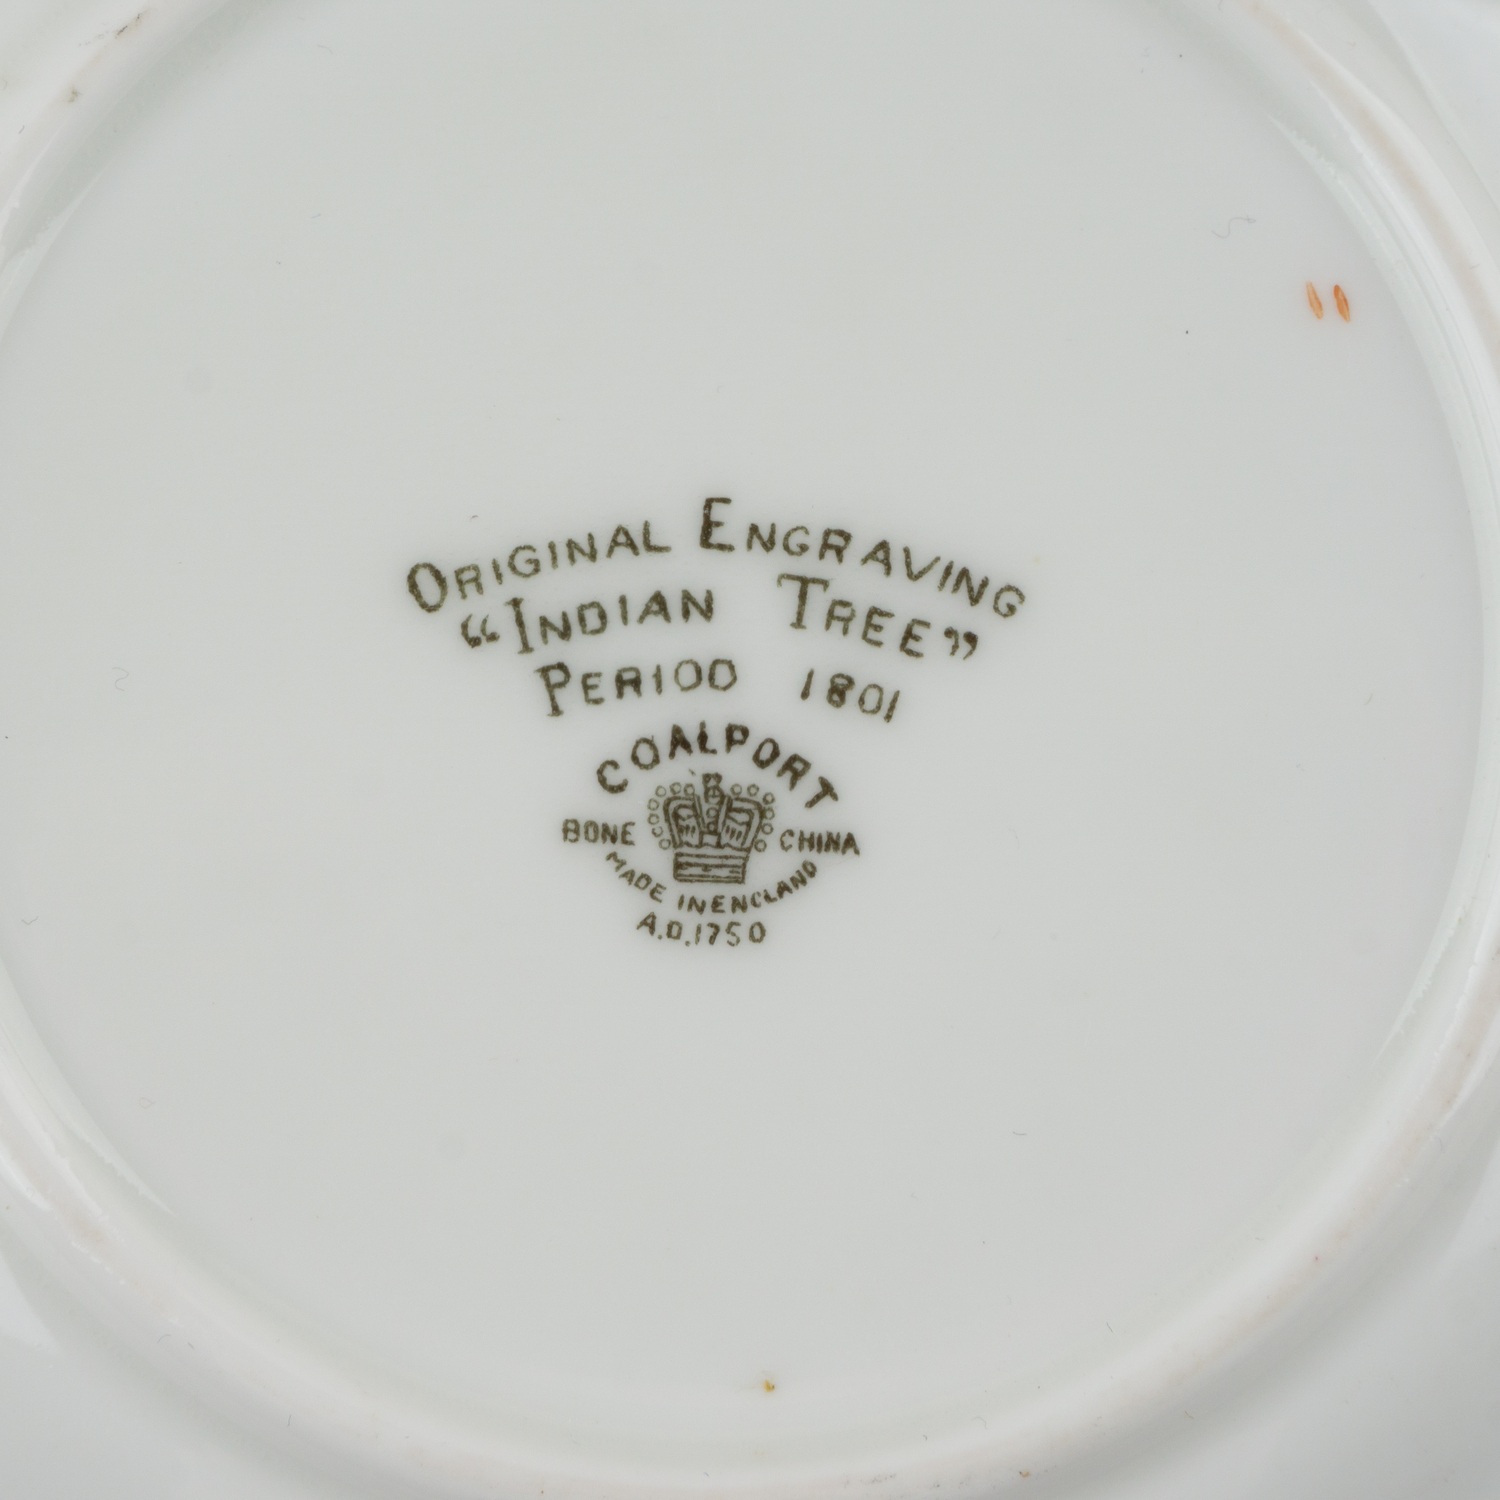 ORIGINAL ENGRAVING
“INDIAN TREE”
PERIOD 1801
COALPORT
BONE CHINA
MADE IN ENGLAND
A.D.1750